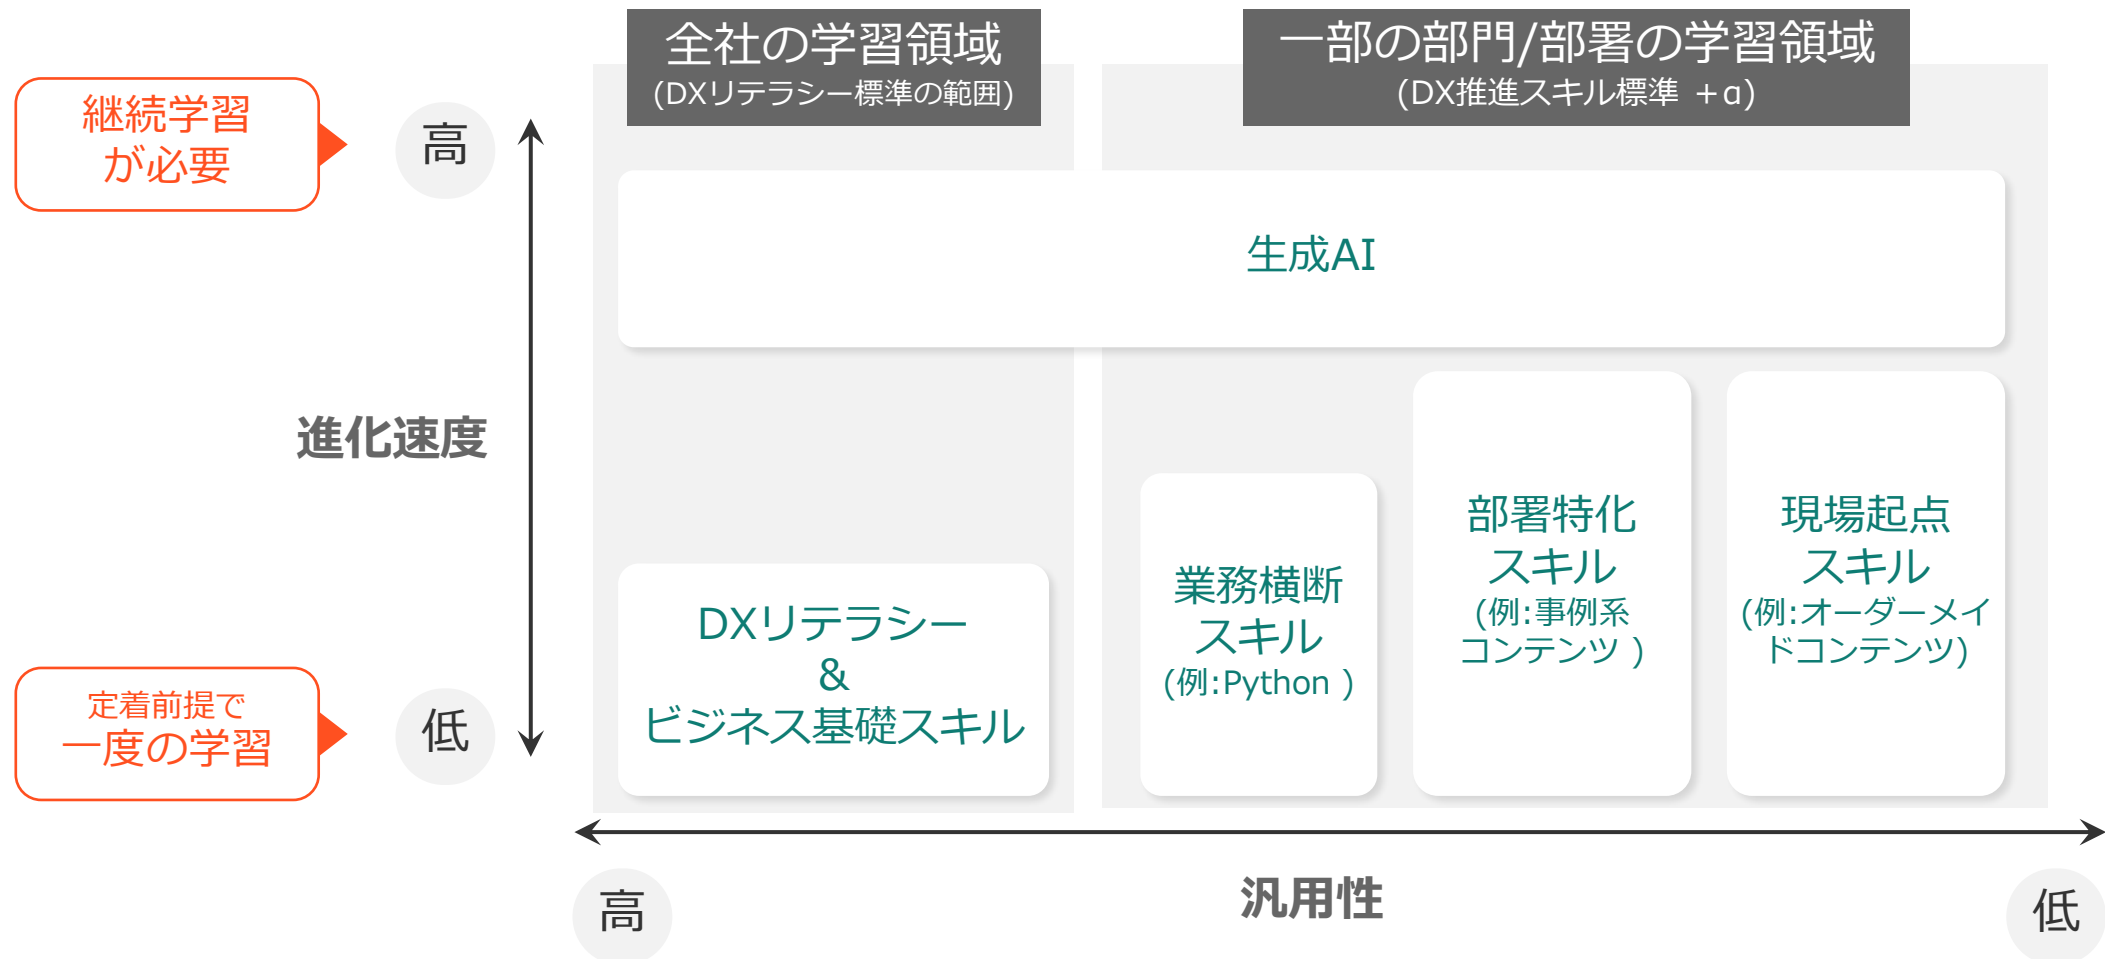 全社の学習領域
(DXリテラシー標準の範囲)
一部の部門/部署の学習領域
(DX推進スキル標準 +α)
継続学習
が必要
高
進化速度
定着前提で
一度の学習
低
生成AI
DXリテラシー
&
ビジネス基礎スキル
業務横断
スキル
(例:Python )
部署特化
スキル
(例:事例系
コンテンツ )
現場起点
スキル
(例:オーダーメイ
ドコンテンツ)
高
汎用性
低